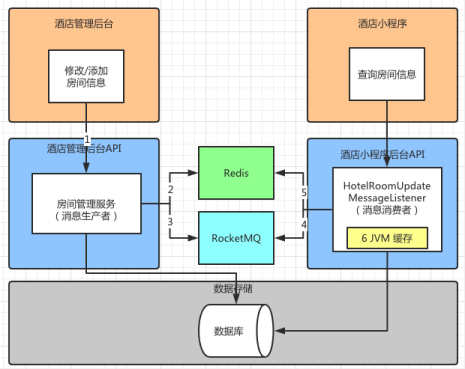 酒店管理后台
酒店小程序
修改/添加
房间信息
查询房间信息
1
酒店管理后台API
酒店小程序后台API
房间管理服务
（消息生产者）
2
3
Redis
RocketMQ
5
4
HotelRoomUpdate
MessageListener
（消息消费者）
6 JVM 缓存
数据存储
数据库